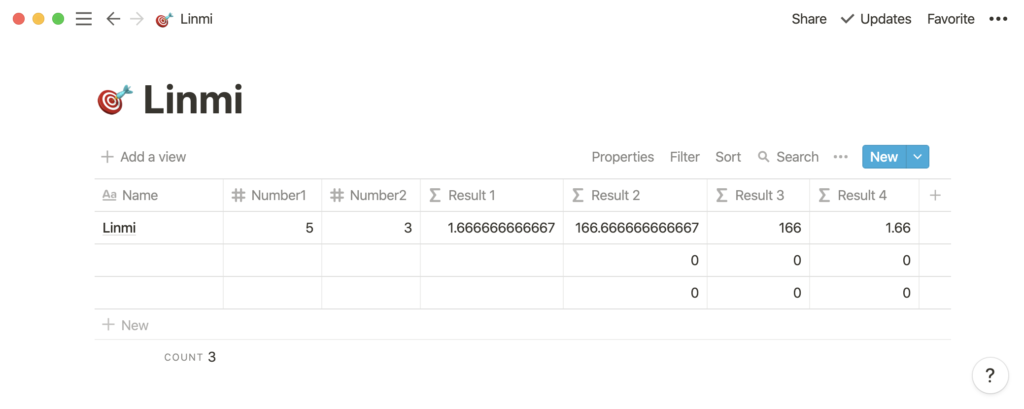 Linmi Share Updates Favorite
Linmi
Add a view Properties Filter Sort Search New
Aa Name Number1 Number2 Σ Result 1 Σ Result 2 Σ Result 3 Σ Result 4
Linmi 5 3 1.666666666667 166.666666666667 166 1.66
0 0 0
0 0 0
New
COUNT 3
?